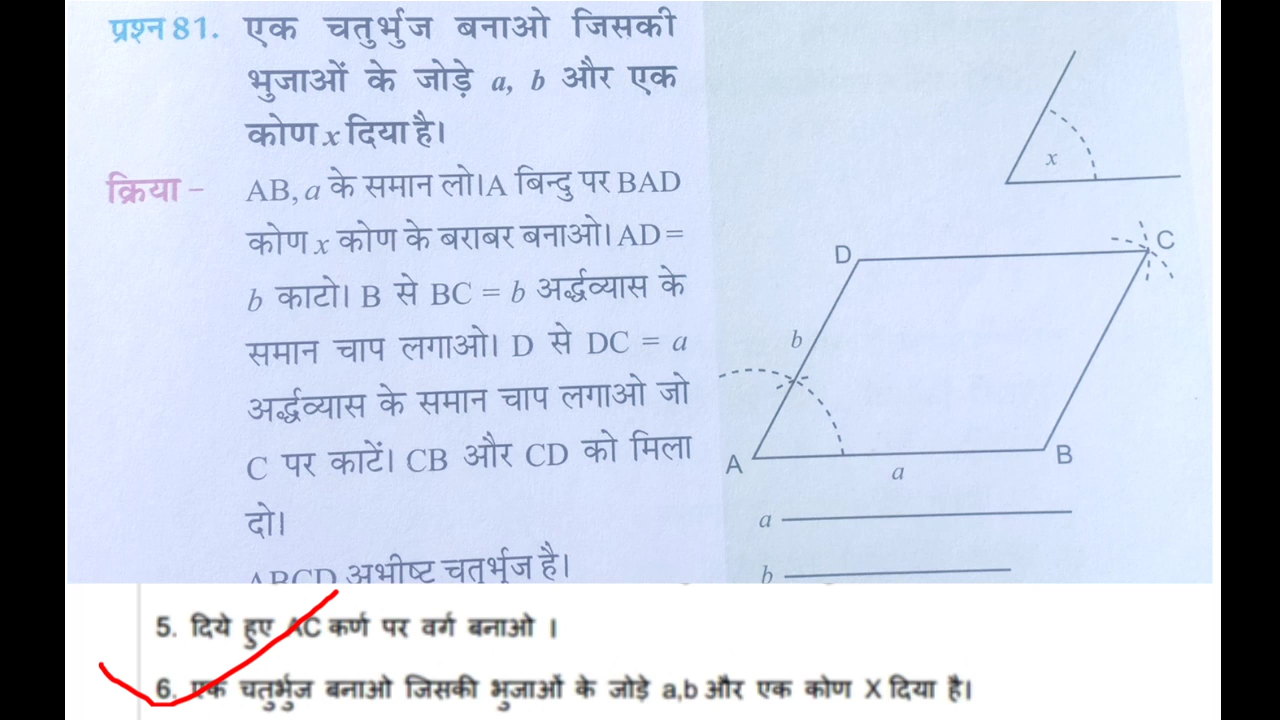 प्रश्न 81. एक चतुर्भुज बनाओ जिसकी
भुजाओं के जोड़े a, b और एक
कोण x दिया है।
क्रिया – AB, a के समान लो। A बिन्दु पर BAD
कोण x कोण के बराबर बनाओ। AD =
b काटो। B से BC = b अर्द्धव्यास के
समान चाप लगाओ। D से DC = a
अर्द्धव्यास के समान चाप लगाओ जो
C पर काटें। CB और CD को मिला
दो।
ABCD अभीष्ट चतुर्भुज है।
x
D
C
b
A
B
a
a
b
5. दिये हुए AC कर्ण पर वर्ग बनाओ ।
6. एक चतुर्भुज बनाओ जिसकी भुजाओं के जोड़े a,b और एक कोण X दिया है।